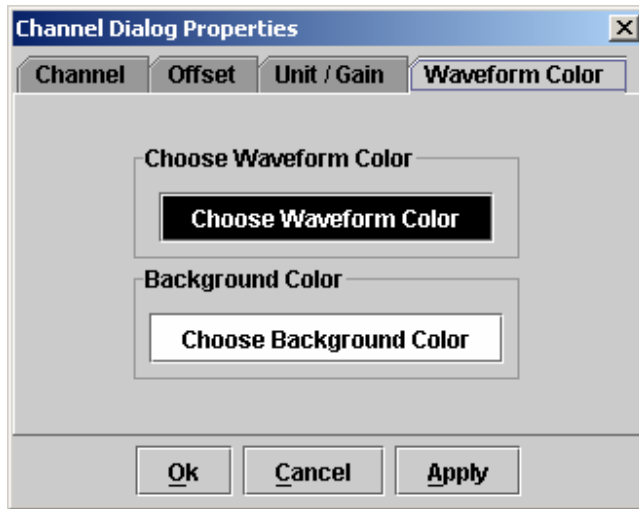 Channel Dialog Properties
Channel Offset Unit / Gain Waveform Color
Choose Waveform Color
Choose Waveform Color
Background Color
Choose Background Color
Ok Cancel Apply